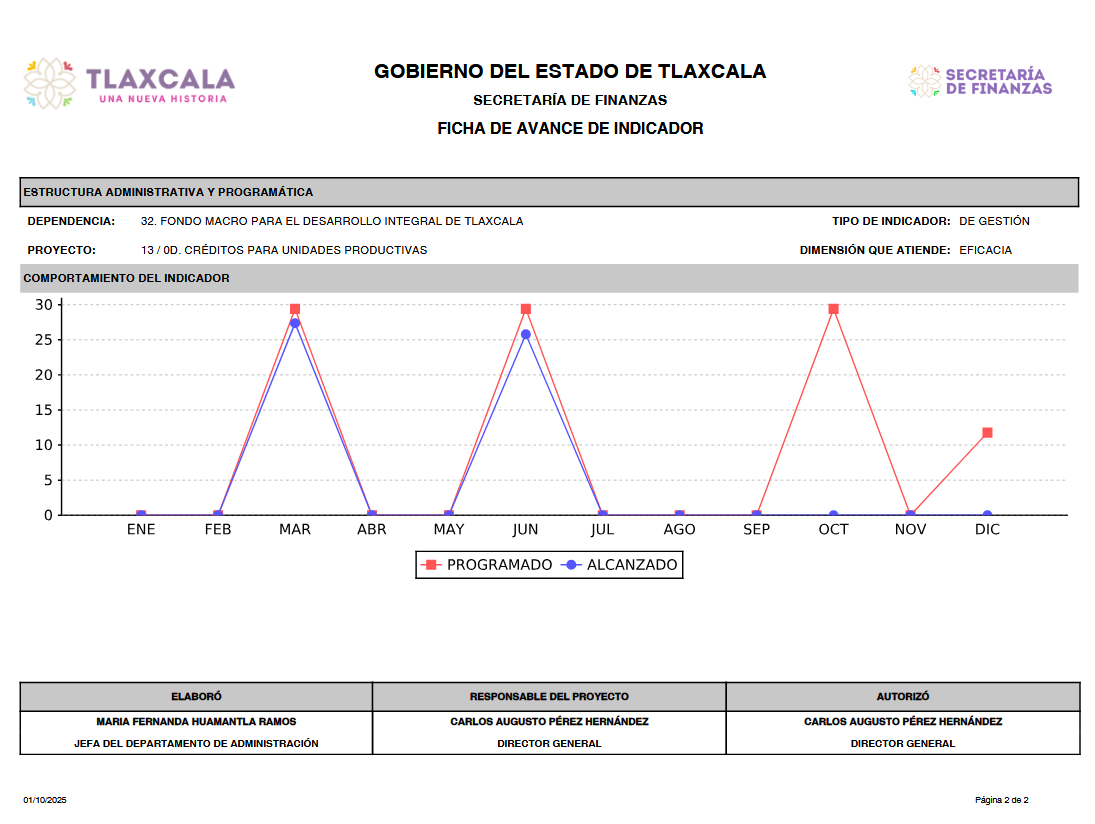 TLAXCALA
UNA NUEVA HISTORIA
GOBIERNO DEL ESTADO DE TLAXCALA
SECRETARÍA DE FINANZAS
FICHA DE AVANCE DE INDICADOR
SECRETARÍA
DE FINANZAS
ESTRUCTURA ADMINISTRATIVA Y PROGRAMÁTICA
DEPENDENCIA: 32. FONDO MACRO PARA EL DESARROLLO INTEGRAL DE TLAXCALA TIPO DE INDICADOR: DE GESTIÓN
PROYECTO: 13 / 0D. CRÉDITOS PARA UNIDADES PRODUCTIVAS DIMENSIÓN QUE ATIENDE: EFICACIA
COMPORTAMIENTO DEL INDICADOR
30
25
20
15
10
5
0
ENE FEB MAR ABR MAY JUN JUL AGO SEP OCT NOV DIC
PROGRAMADO ALCANZADO
ELABORÓ RESPONSABLE DEL PROYECTO AUTORIZÓ
MARIA FERNANDA HUAMANTLA RAMOS CARLOS AUGUSTO PÉREZ HERNÁNDEZ CARLOS AUGUSTO PÉREZ HERNÁNDEZ
JEFA DEL DEPARTAMENTO DE ADMINISTRACIÓN DIRECTOR GENERAL DIRECTOR GENERAL
01/10/2025 Página 2 de 2